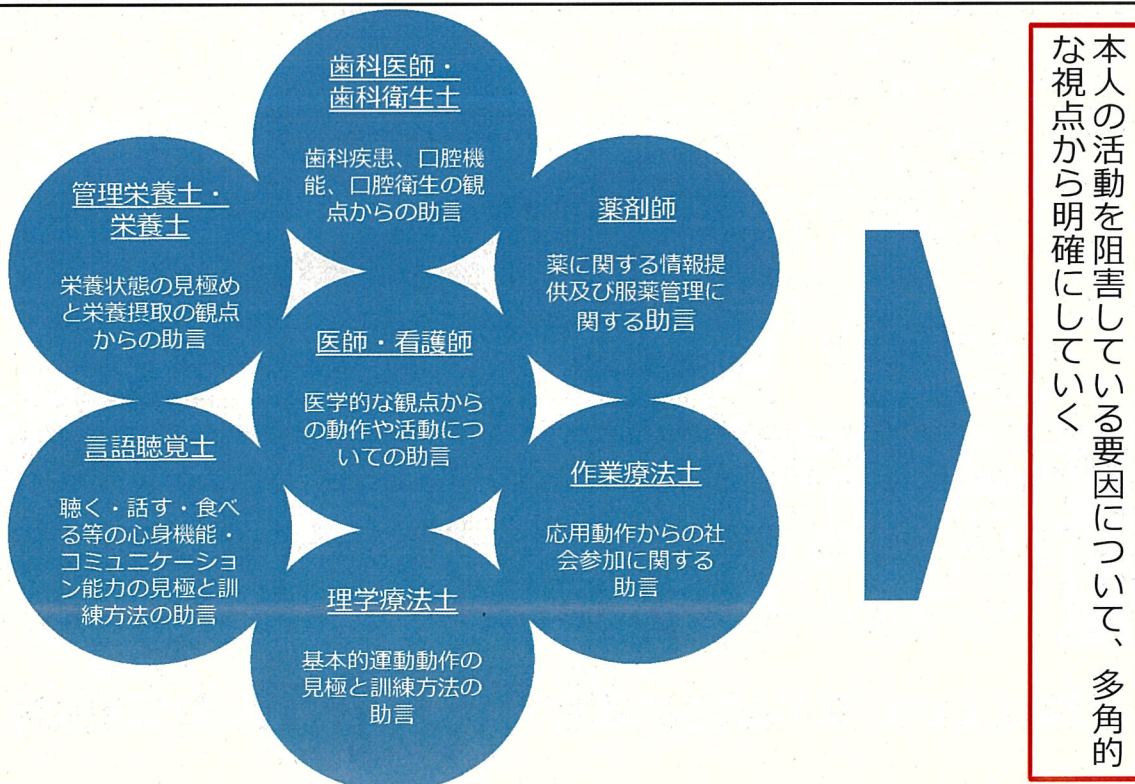 歯科医師・
歯科衛生士
歯科疾患、口腔機
能、口腔衛生の観
点からの助言
管理栄養士・
栄養士
栄養状態の見極め
と栄養摂取の観点
からの助言
薬剤師
薬に関する情報提
供及び服薬管理に
関する助言
医師・看護師
医学的な観点から
の動作や活動につ
いての助言
言語聴覚士
聴く・話す・食べ
る等の心身機能・
コミュニケーショ
ン能力の見極と訓
練方法の助言
作業療法士
応用動作からの社
会参加に関する
助言
理学療法士
基本的運動動作の
見極と訓練方法の
助言
本人の活動を阻害している要因について、多角的
な視点から明確にしていく